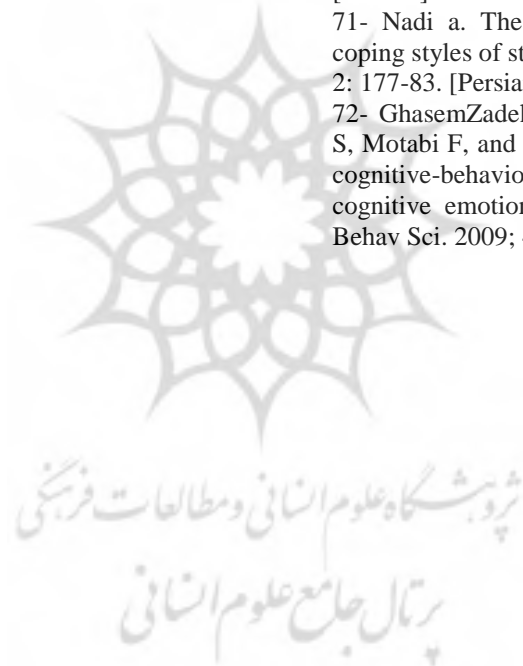 71- Nadi a. The
coping styles of st
2: 177-83. [Persia
72- GhasemZadeh
S, Motabi F, and
cognitive-behavio
cognitive emotion
Behav Sci. 2009;
پژوهشگاه علوم انسانی و مطالعات فرهنگی
پرتال جامع علوم انسانی